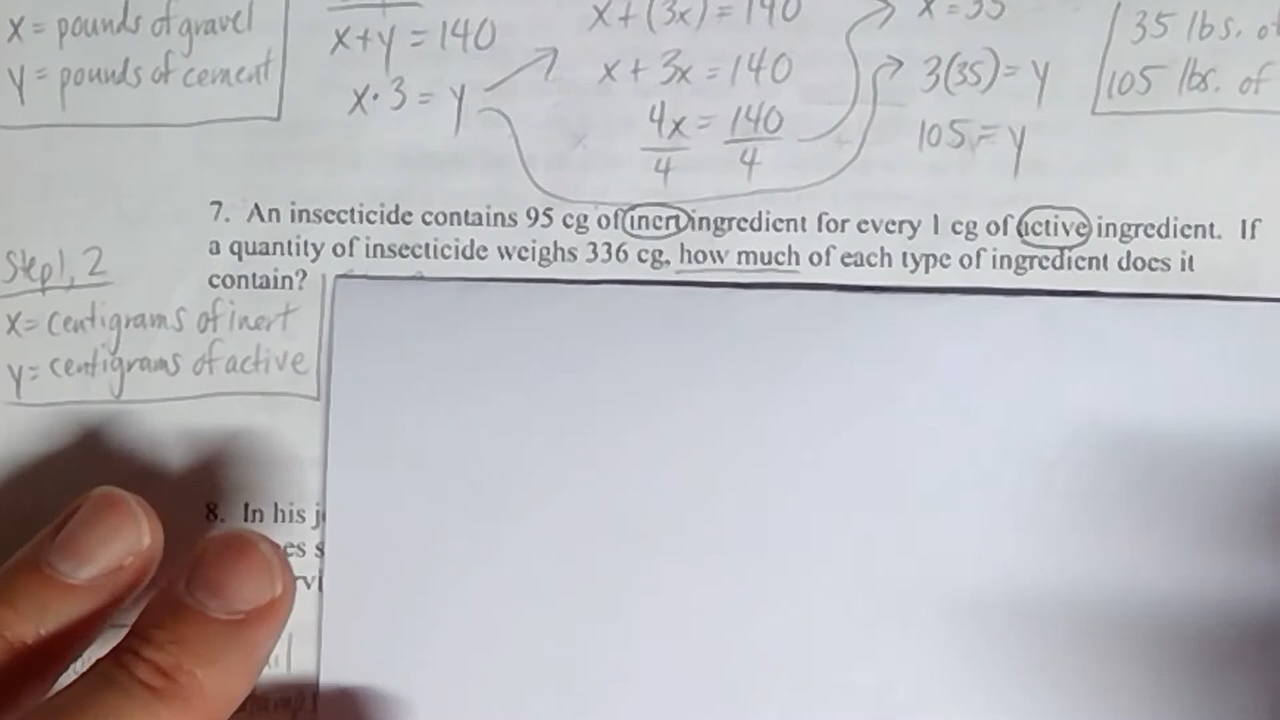 x = pounds of gravel
y = pounds of cement
x+y = 140
x·3 = y
x+(3x) = 140
x + 3x = 140
4x = 140
4 4
x = 35
3(35) = y
105 = y
35 lbs.
105 lbs. of
7. An insecticide contains 95 cg of inert ingredient for every 1 cg of active ingredient. If
a quantity of insecticide weighs 336 cg, how much of each type of ingredient does it
contain?
Step 1, 2
x = centigrams of inert
y = centigrams of active
8. In his